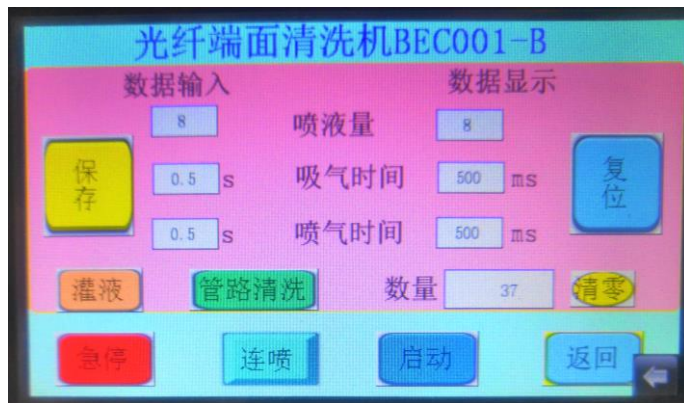 光纤端面清洗机BEC001-B
数据输入 数据显示
8 喷液量 8
保存 0.5 s 吸气时间 500 ms 复位
0.5 s 喷气时间 500 ms
灌液 管路清洗 数量 37 清零
急停 连喷 启动 返回